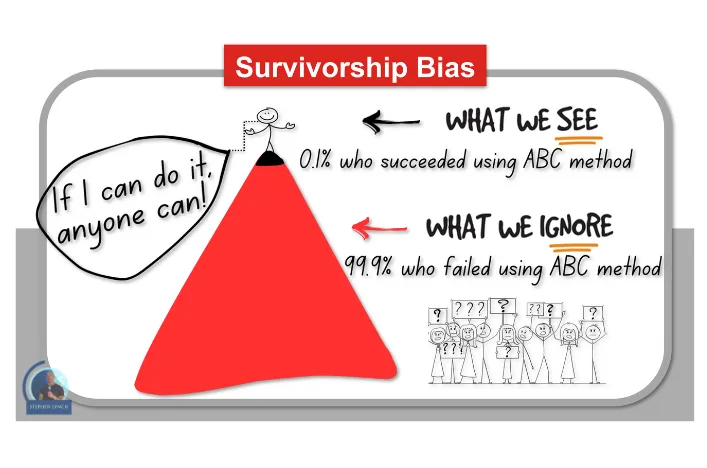 Survivorship Bias
If I can do it,
anyone can!
WHAT WE SEE
0.1% who succeeded using ABC method
WHAT WE IGNORE
99.9% who failed using ABC method
? ? ? ? ? ? ? ? ?
? ? ? ?
STEPHEN LYNCH